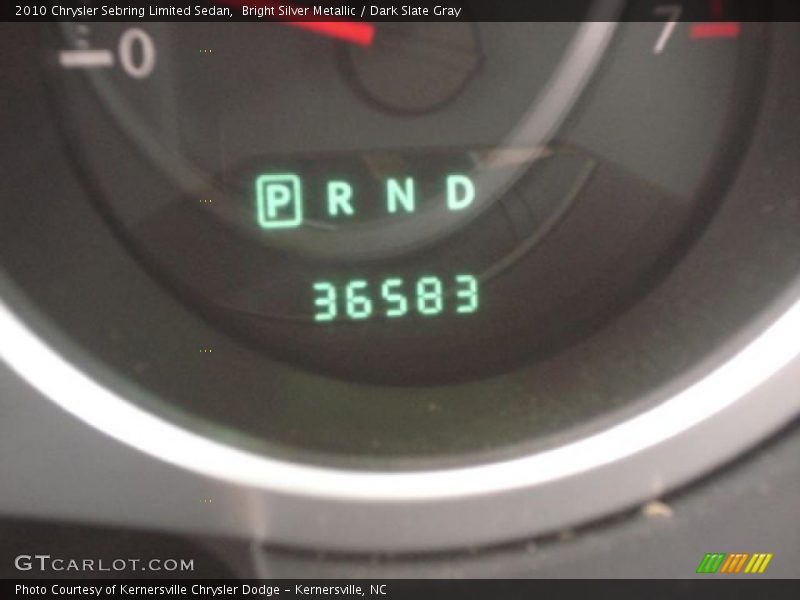 2010 Chrysler Sebring Limited Sedan,  Bright Silver Metallic / Dark Slate Gray
0 7
P R N D
36583
GTCARLOT.COM
Photo Courtesy of Kernersville Chrysler Dodge - Kernersville, NC